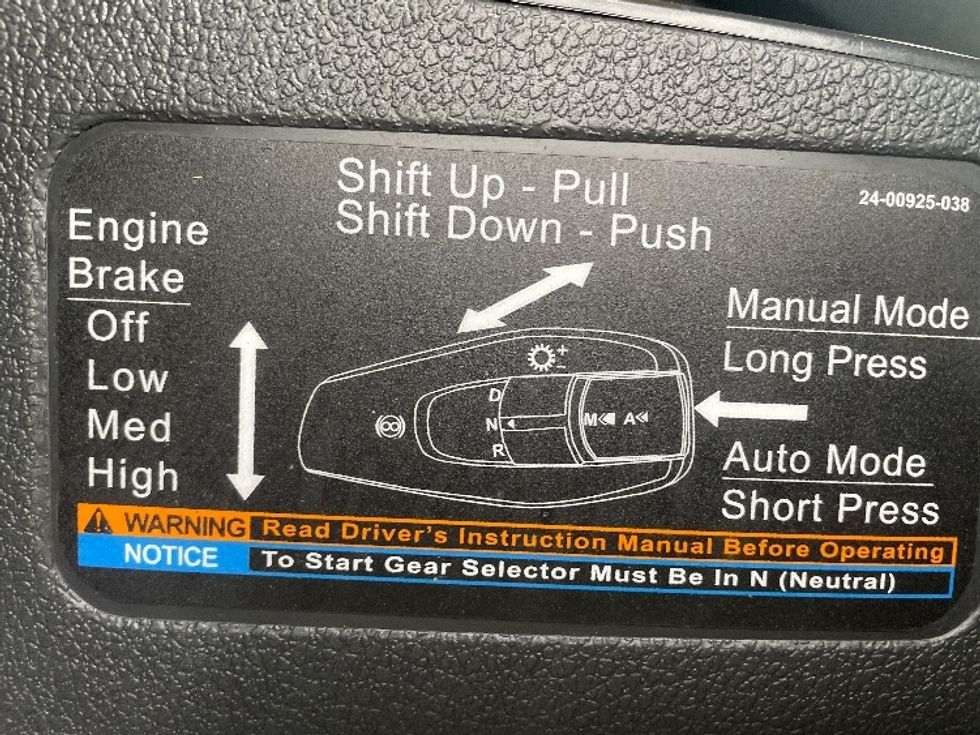 Shift Up - Pull
Shift Down - Push
24-00925-038
Engine
Brake
Off
Low
Med
High
Manual Mode
Long Press
Auto Mode
Short Press
+
-
D
N
R
M A
WARNING Read Driver's Instruction Manual Before Operating
NOTICE To Start Gear Selector Must Be In N (Neutral)